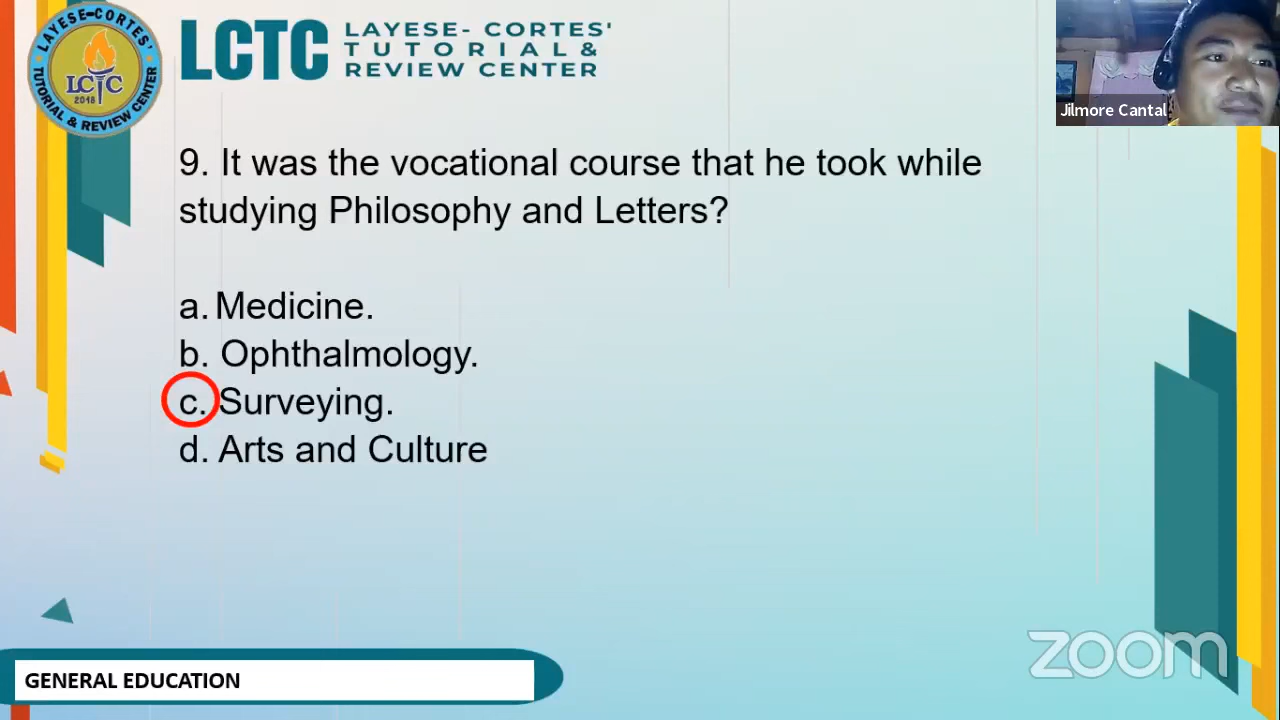 LAYESE-CORTES'
TUTORIAL & REVIEW CENTER
LCTC
2018
LCTC
LAYESE- CORTES'
TUTORIAL &
REVIEW CENTER
Jilmore Cantal
9. It was the vocational course that he took while
studying Philosophy and Letters?
a. Medicine.
b. Ophthalmology.
c. Surveying.
d. Arts and Culture
zoom
GENERAL EDUCATION